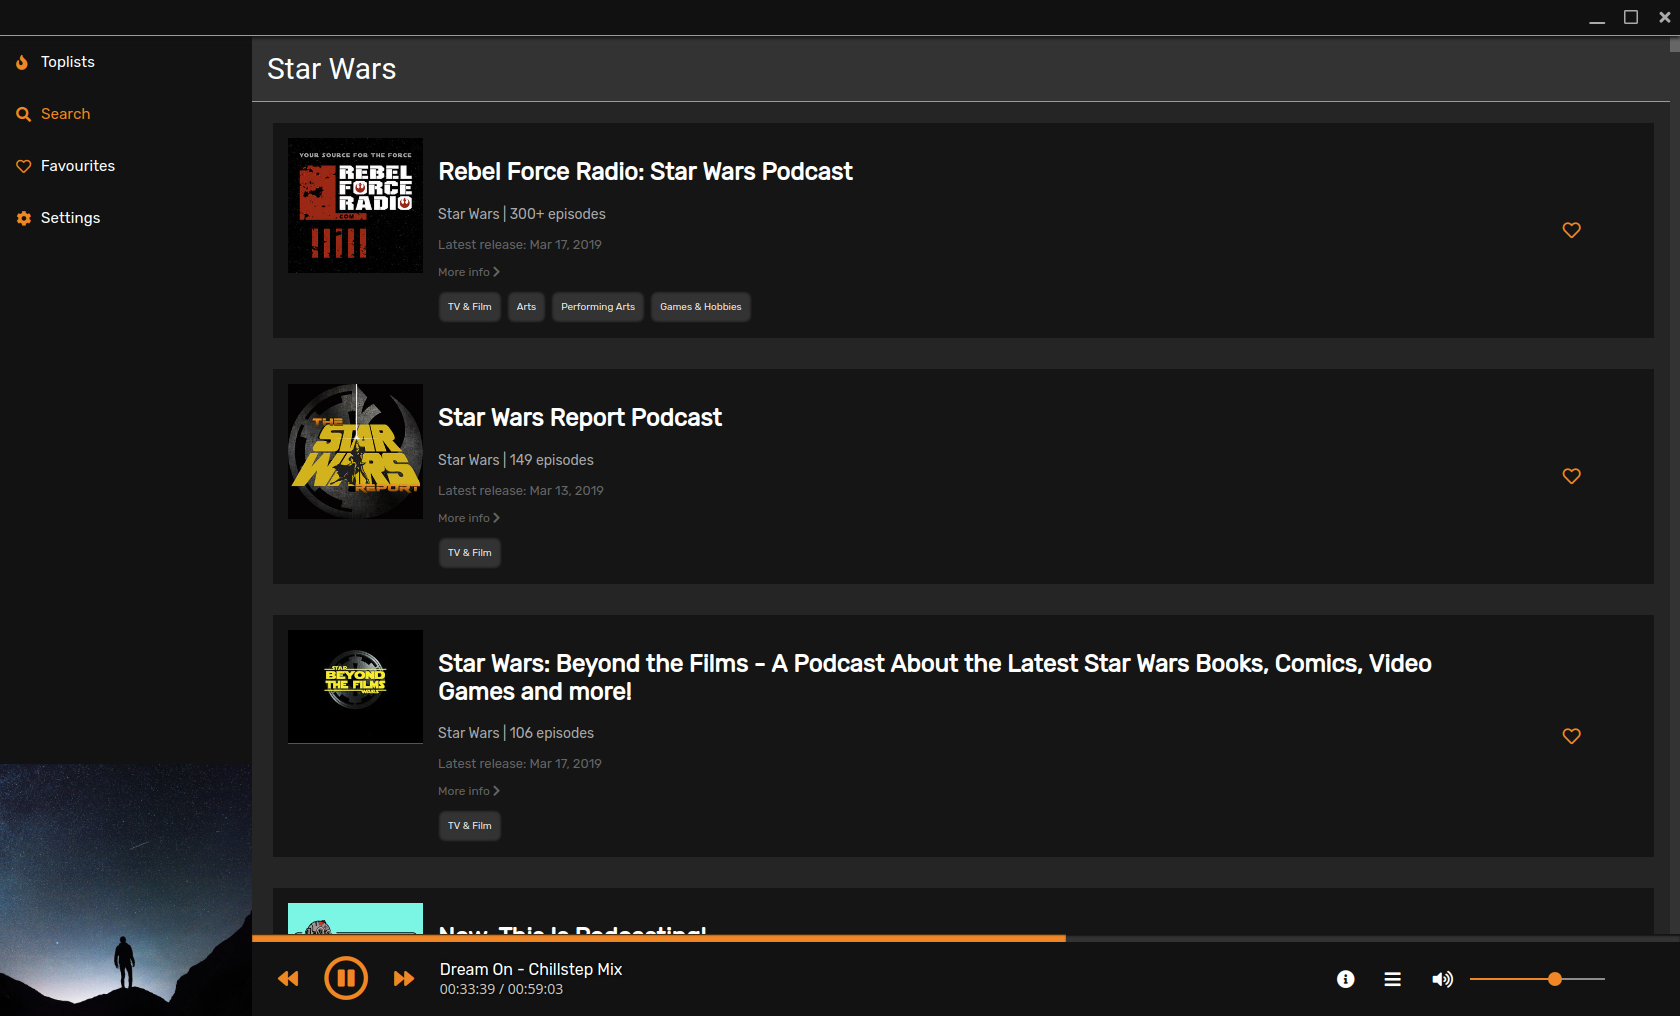 Toplists
Search
Favourites
Settings
Star Wars
YOUR SOURCE FOR THE FORCE
REBEL
FORCE
RADIO
.COM
Rebel Force Radio: Star Wars Podcast
Star Wars | 300+ episodes
Latest release: Mar 17, 2019
More info
TV & Film
Arts
Performing Arts
Games & Hobbies
THE
STAR
WARS
REPORT
Star Wars Report Podcast
Star Wars | 149 episodes
Latest release: Mar 13, 2019
More info
TV & Film
STAR
BEYOND
THE FILMS
WARS
Star Wars: Beyond the Films - A Podcast About the Latest Star Wars Books, Comics, Video
Games and more!
Star Wars | 106 episodes
Latest release: Mar 17, 2019
More info
TV & Film
Now, This Is Podcasting!
Dream On - Chillstep Mix
00:33:39 / 00:59:03